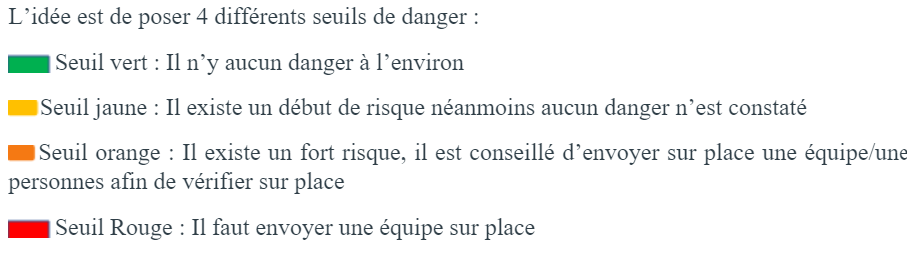 L’idée est de poser 4 différents seuils de danger :
Seuil vert : Il n’y aucun danger à l’environ
Seuil jaune : Il existe un début de risque néanmoins aucun danger n’est constaté
Seuil orange : Il existe un fort risque, il est conseillé d’envoyer sur place une équipe/une
personnes afin de vérifier sur place
Seuil Rouge : Il faut envoyer une équipe sur place